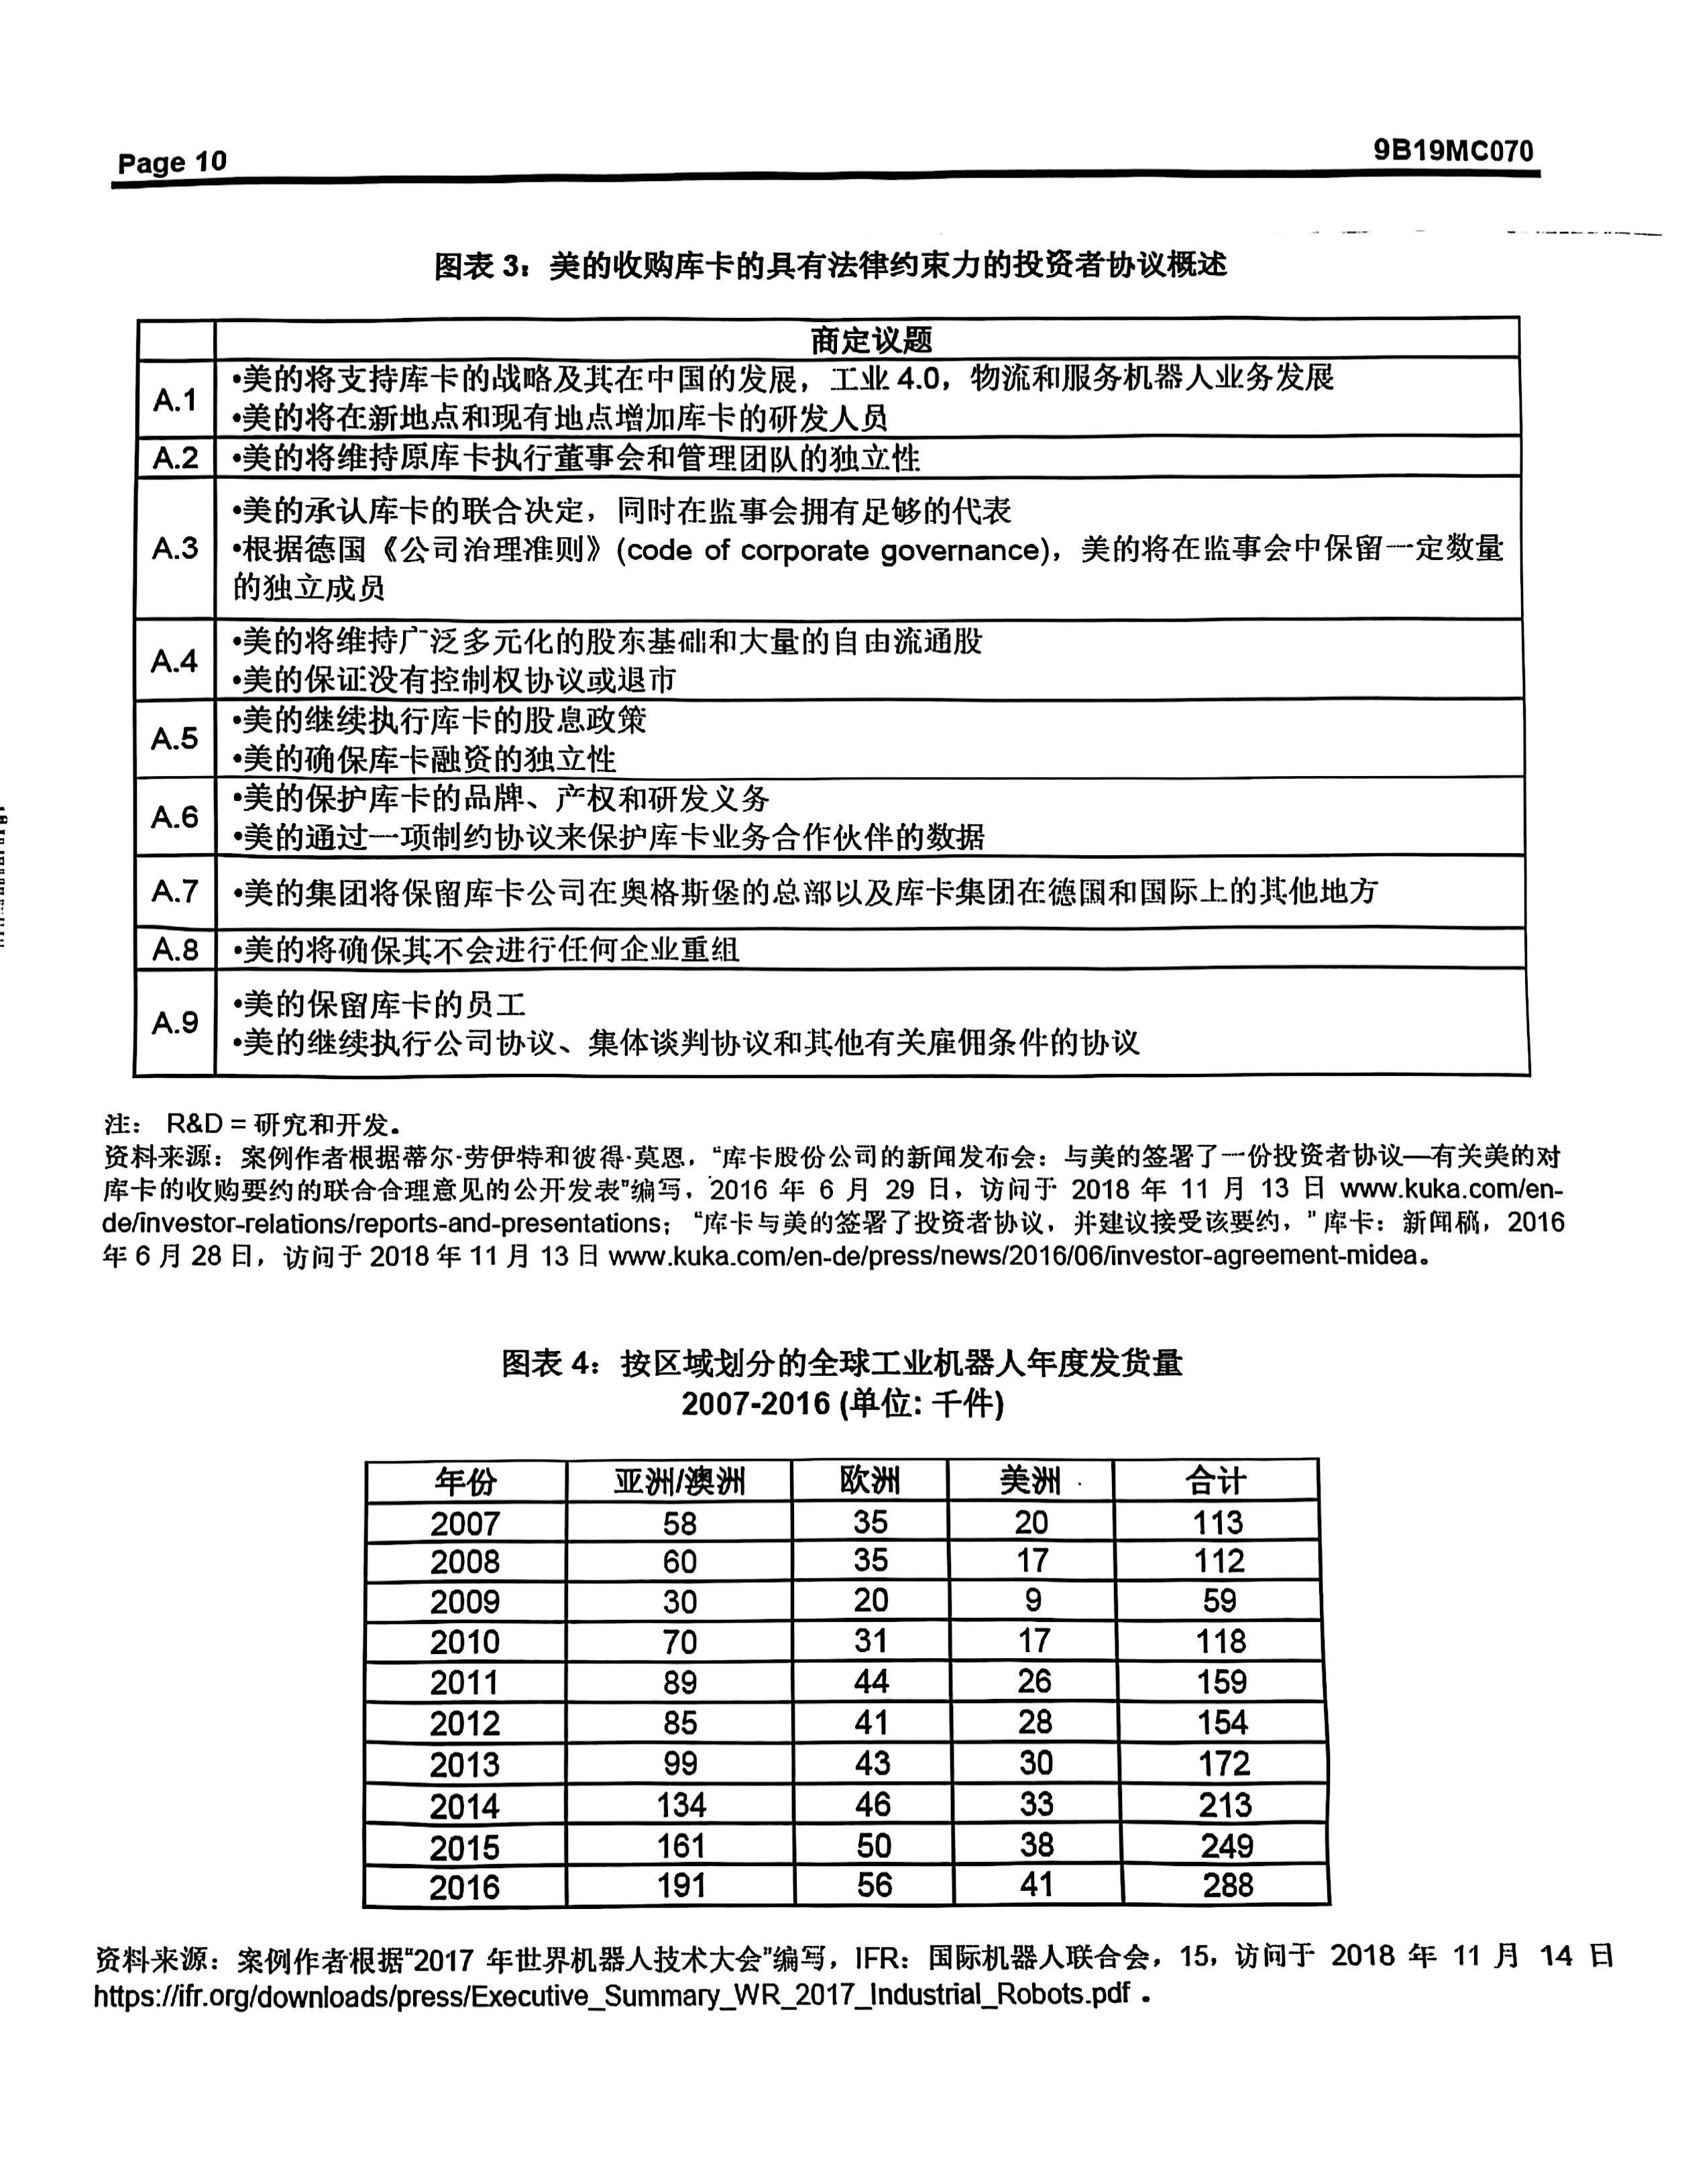 Page 10
9B19MC070
图表 3：美的收购库卡的具有法律约束力的投资者协议概述
商定议题
A.1
•美的将支持库卡的战略及其在中国的发展，工业 4.0，物流和服务机器人业务发展
•美的将在新地点和现有地点增加库卡的研发人员
A.2
•美的将维持原库卡执行董事会和管理团队的独立性
A.3
•美的承认库卡的联合决定，同时在监事会拥有足够的代表
•根据德国《公司治理准则》(code of corporate governance)，美的将在监事会中保留一定数量
的独立成员
A.4
•美的将维持广泛多元化的股东基础和大量的自由流通股
•美的保证没有控制权协议或退市
A.5
•美的继续执行库卡的股息政策
•美的确保库卡融资的独立性
A.6
•美的保护库卡的品牌、产权和研发义务
•美的通过一项制约协议来保护库卡业务合作伙伴的数据
A.7
•美的集团将保留库卡公司在奥格斯堡的总部以及库卡集团在德国和国际上的其他地方
A.8
•美的将确保其不会进行任何企业重组
A.9
•美的保留库卡的员工
•美的继续执行公司协议、集体谈判协议和其他有关雇佣条件的协议
注： R&D = 研究和开发。
资料来源：案例作者根据蒂尔·劳伊特和彼得·莫恩，“库卡股份公司的新闻发布会：与美的签署了一份投资者协议—有关美的对
库卡的收购要约的联合合理意见的公开发表”编写，2016 年 6 月 29 日，访问于 2018 年 11 月 13 日 www.kuka.com/en-
de/investor-relations/reports-and-presentations；“库卡与美的签署了投资者协议，并建议接受该要约，”库卡：新闻稿，2016
年 6 月 28 日，访问于 2018 年 11 月 13 日 www.kuka.com/en-de/press/news/2016/06/investor-agreement-midea。
图表 4：按区域划分的全球工业机器人年度发货量
2007-2016 (单位: 千件)
年份 亚洲/澳洲 欧洲 美洲 合计
2007 58 35 20 113
2008 60 35 17 112
2009 30 20 9 59
2010 70 31 17 118
2011 89 44 26 159
2012 85 41 28 154
2013 99 43 30 172
2014 134 46 33 213
2015 161 50 38 249
2016 191 56 41 288
资料来源：案例作者根据“2017 年世界机器人技术大会”编写，IFR：国际机器人联合会，15，访问于 2018 年 11 月 14 日
https://ifr.org/downloads/press/Executive_Summary_WR_2017_Industrial_Robots.pdf 。